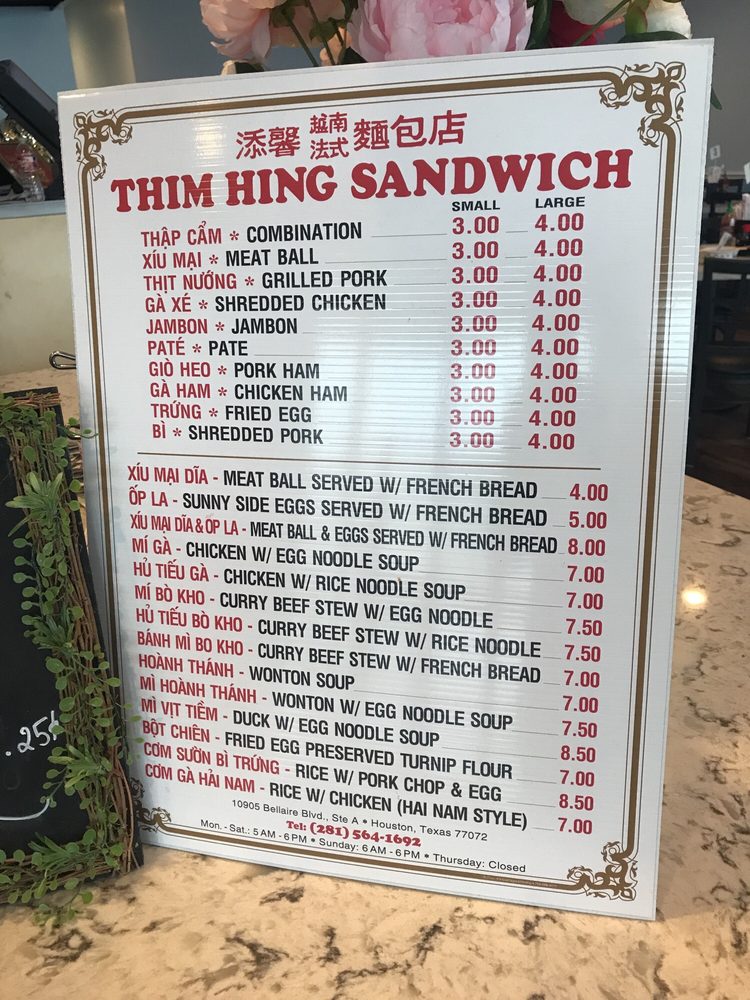 添馨 越南法式 麵包店
THIM HING SANDWICH
SMALL LARGE
THẬP CẨM * COMBINATION 3.00 4.00
XÍU MẠI * MEAT BALL 3.00 4.00
THỊT NƯỚNG * GRILLED PORK 3.00 4.00
GÀ XÉ * SHREDDED CHICKEN 3.00 4.00
JAMBON * JAMBON 3.00 4.00
PATÉ * PATE 3.00 4.00
GIÒ HEO * PORK HAM 3.00 4.00
GÀ HAM * CHICKEN HAM 3.00 4.00
TRỨNG * FRIED EGG 3.00 4.00
BÌ * SHREDDED PORK 3.00 4.00
XÍU MẠI DĨA - MEAT BALL SERVED W/ FRENCH BREAD 4.00
ỐP LA - SUNNY SIDE EGGS SERVED W/ FRENCH BREAD 5.00
XÍU MẠI DĨA & ỐP LA - MEAT BALL & EGGS SERVED W/ FRENCH BREAD 8.00
MÍ GÀ - CHICKEN W/ EGG NOODLE SOUP 7.00
HỦ TIẾU GÀ - CHICKEN W/ RICE NOODLE SOUP 7.00
MÍ BÒ KHO - CURRY BEEF STEW W/ EGG NOODLE 7.50
HỦ TIẾU BÒ KHO - CURRY BEEF STEW W/ RICE NOODLE 7.50
BÁNH MÌ BO KHO - CURRY BEEF STEW W/ FRENCH BREAD 7.00
HOÀNH THÁNH - WONTON SOUP 7.00
MÌ HOÀNH THÁNH - WONTON W/ EGG NOODLE SOUP 7.50
MÌ VỊT TIỀM - DUCK W/ EGG NOODLE SOUP 8.50
BỘT CHIÊN - FRIED EGG PRESERVED TURNIP FLOUR 7.00
CƠM SƯỜN BÌ TRỨNG - RICE W/ PORK CHOP & EGG 8.50
CƠM GÀ HẢI NAM - RICE W/ CHICKEN (HAI NAM STYLE) 7.00
10905 Bellaire Blvd., Ste A * Houston, Texas 77072
Tel: (281) 564-1692
Mon. - Sat.: 5 AM - 6 PM * Sunday: 6 AM - 6 PM * Thursday: Closed
.25¢